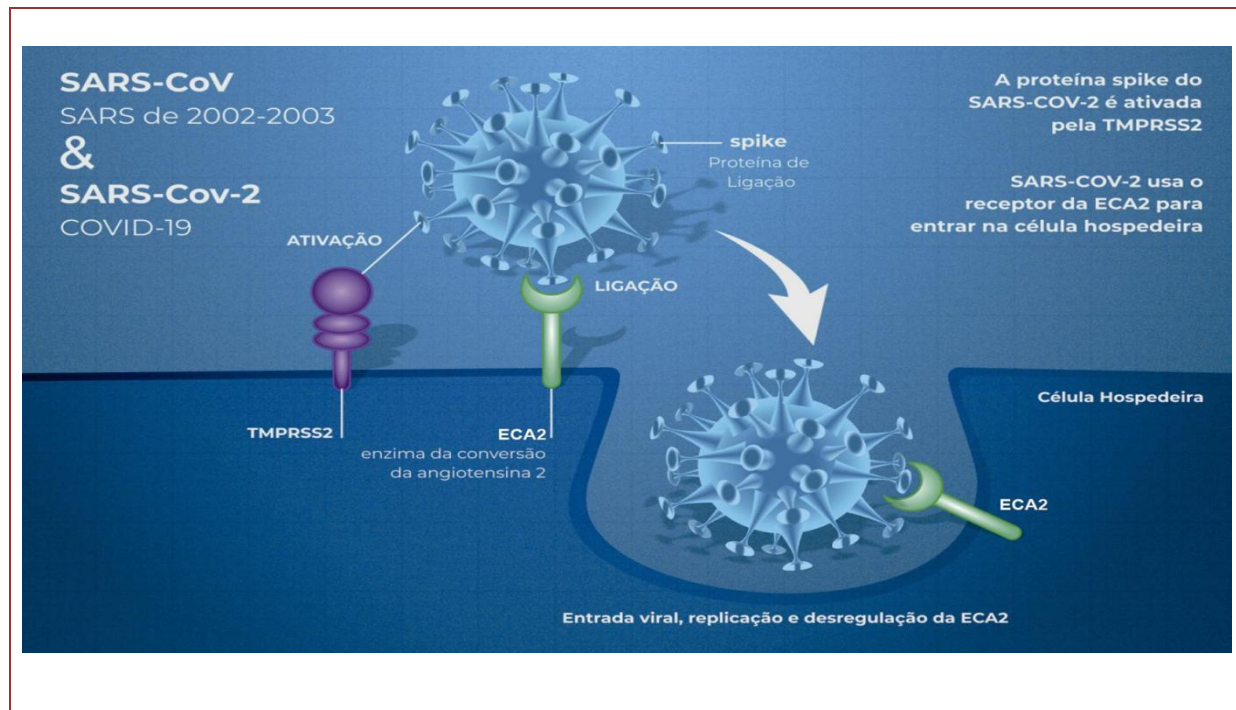 SARS-CoV
SARS de 2002-2003
&
SARS-Cov-2
COVID-19
A proteína spike do
SARS-COV-2 é ativada
pela TMPRSS2
SARS-COV-2 usa o
receptor da ECA2 para
entrar na célula hospedeira
spike
Proteína de
Ligação
ATIVAÇÃO
LIGAÇÃO
Célula Hospedeira
TMPRSS2
ECA2
enzima da conversão
da angiotensina 2
ECA2
Entrada viral, replicação e desregulação da ECA2